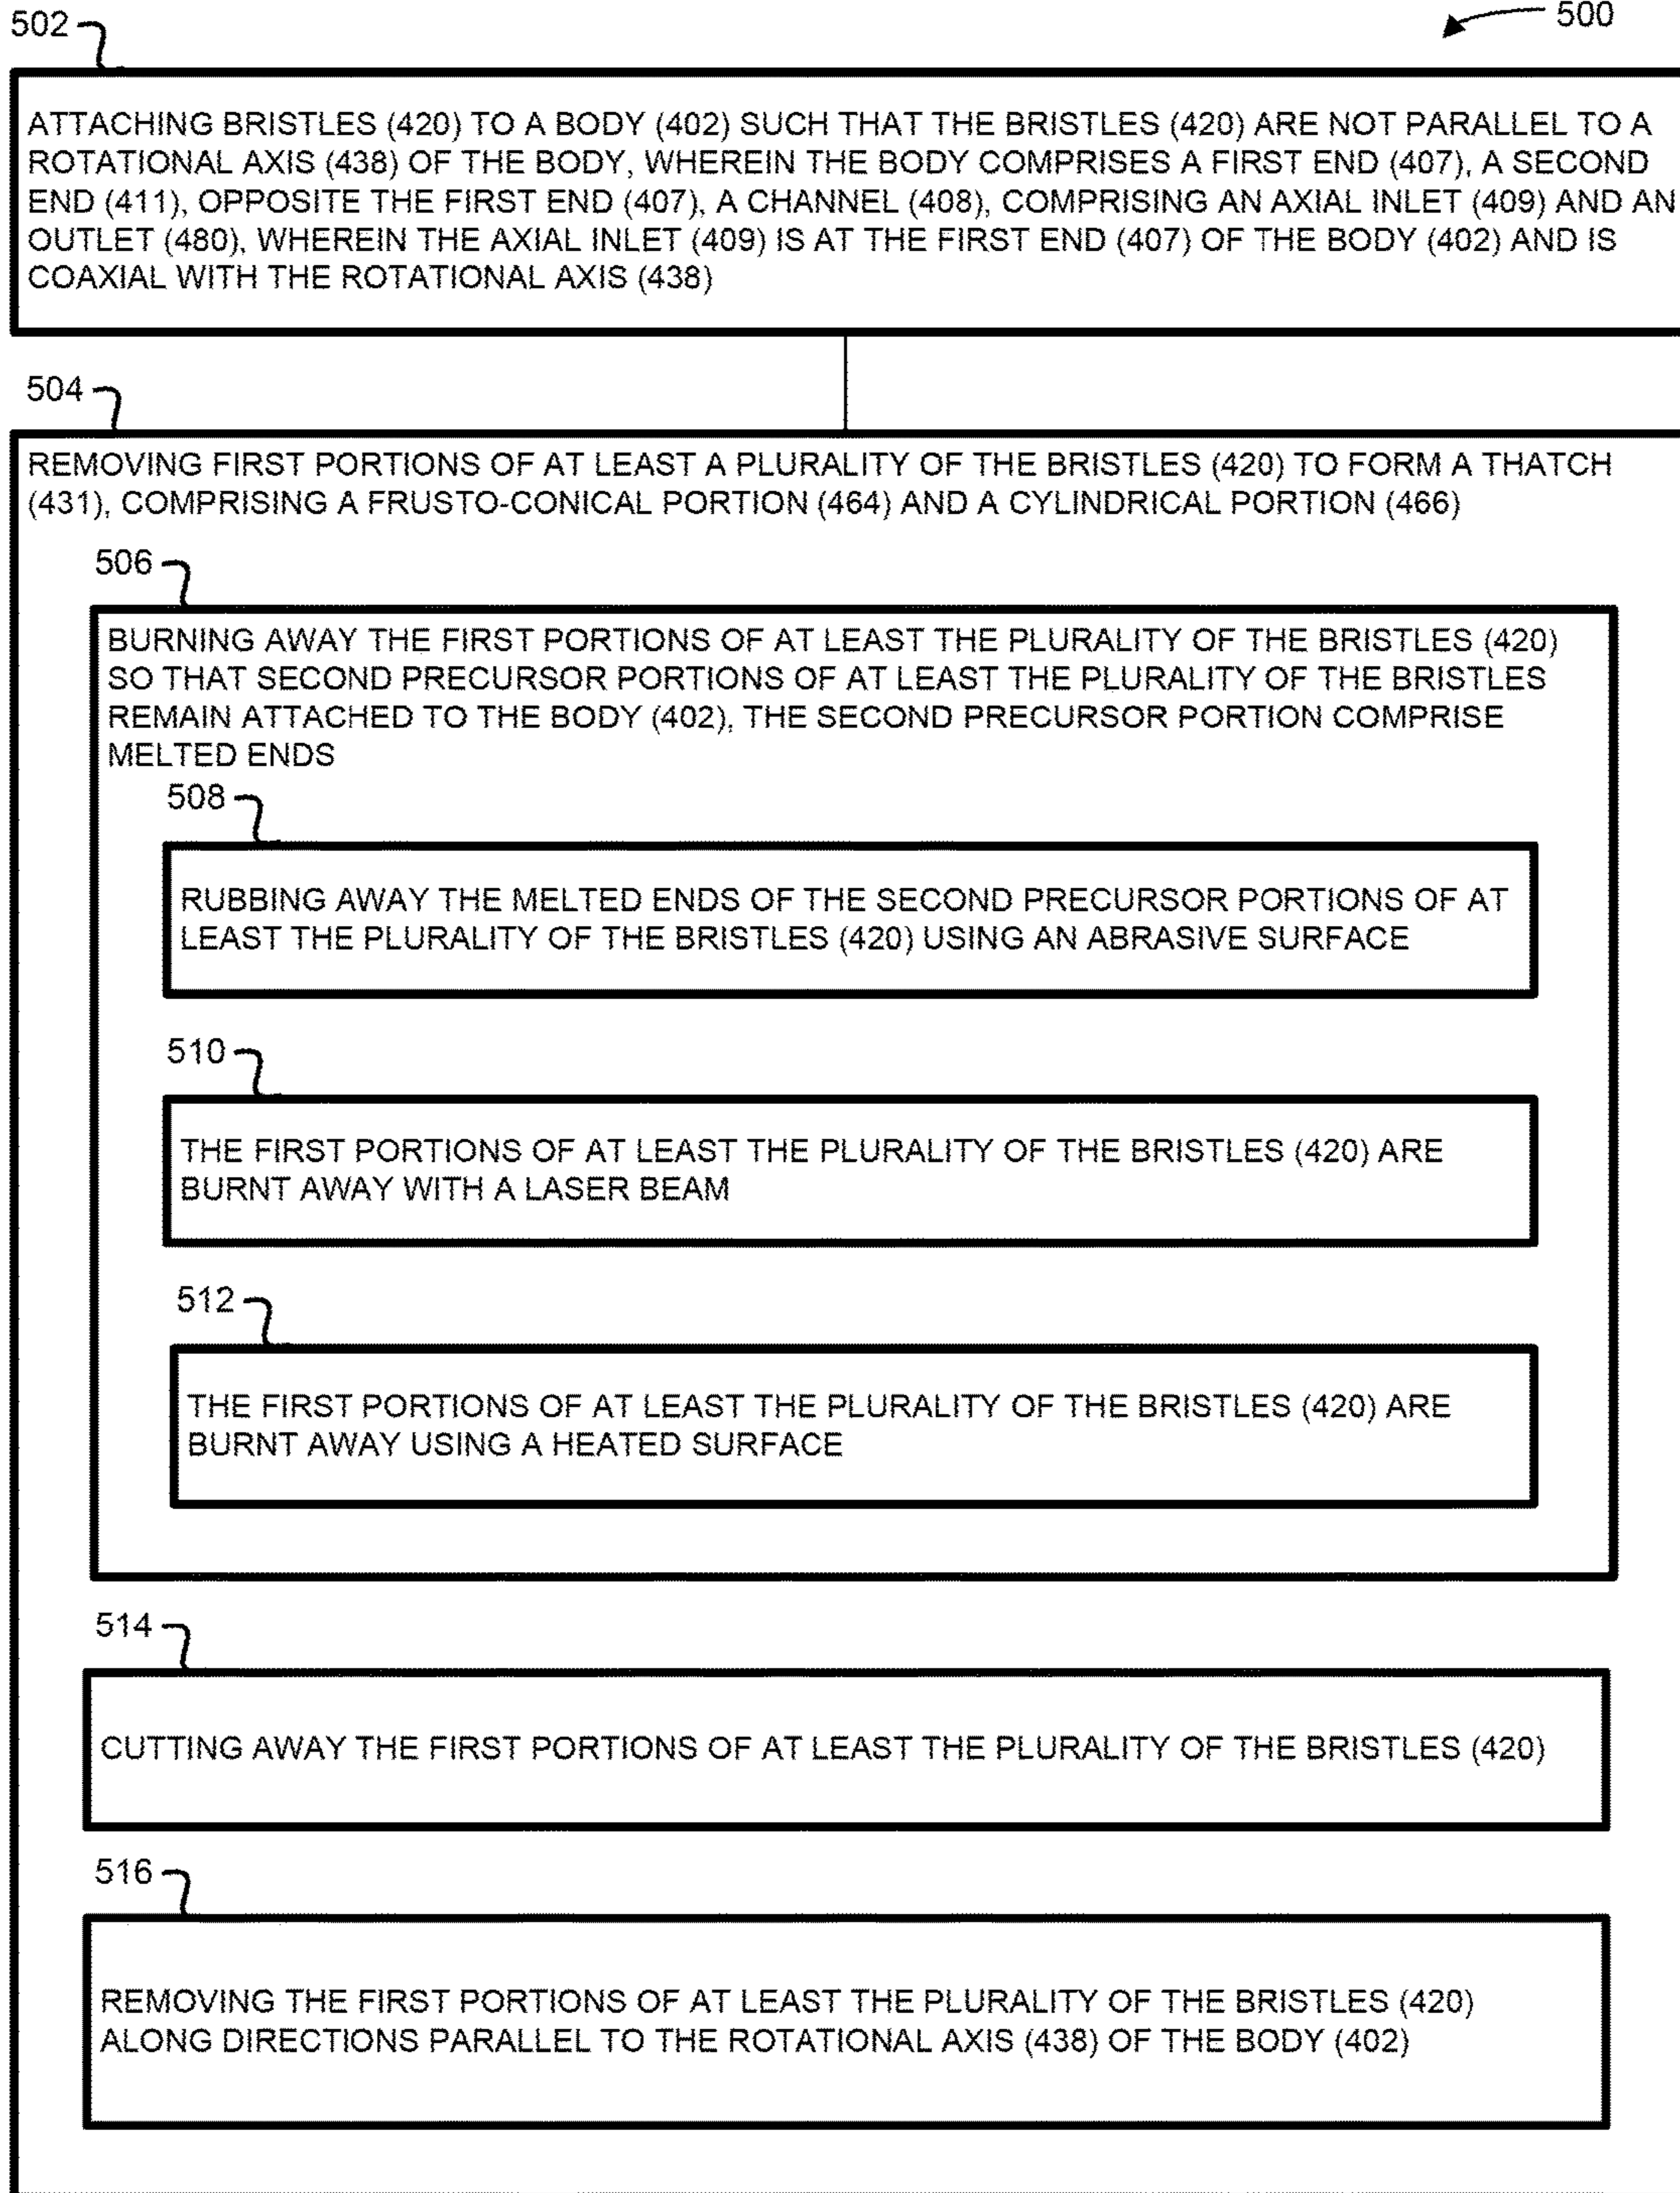 500
502
ATTACHING BRISTLES (420) TO A BODY (402) SUCH THAT THE BRISTLES (420) ARE NOT PARALLEL TO A
ROTATIONAL AXIS (438) OF THE BODY, WHEREIN THE BODY COMPRISES A FIRST END (407), A SECOND
END (411), OPPOSITE THE FIRST END (407), A CHANNEL (408), COMPRISING AN AXIAL INLET (409) AND AN
OUTLET (480), WHEREIN THE AXIAL INLET (409) IS AT THE FIRST END (407) OF THE BODY (402) AND IS
COAXIAL WITH THE ROTATIONAL AXIS (438)
504
REMOVING FIRST PORTIONS OF AT LEAST A PLURALITY OF THE BRISTLES (420) TO FORM A THATCH
(431), COMPRISING A FRUSTO-CONICAL PORTION (464) AND A CYLINDRICAL PORTION (466)
506
BURNING AWAY THE FIRST PORTIONS OF AT LEAST THE PLURALITY OF THE BRISTLES (420)
SO THAT SECOND PRECURSOR PORTIONS OF AT LEAST THE PLURALITY OF THE BRISTLES
REMAIN ATTACHED TO THE BODY (402), THE SECOND PRECURSOR PORTION COMPRISE
MELTED ENDS
508
RUBBING AWAY THE MELTED ENDS OF THE SECOND PRECURSOR PORTIONS OF AT
LEAST THE PLURALITY OF THE BRISTLES (420) USING AN ABRASIVE SURFACE
510
THE FIRST PORTIONS OF AT LEAST THE PLURALITY OF THE BRISTLES (420) ARE
BURNT AWAY WITH A LASER BEAM
512
THE FIRST PORTIONS OF AT LEAST THE PLURALITY OF THE BRISTLES (420) ARE
BURNT AWAY USING A HEATED SURFACE
514
CUTTING AWAY THE FIRST PORTIONS OF AT LEAST THE PLURALITY OF THE BRISTLES (420)
516
REMOVING THE FIRST PORTIONS OF AT LEAST THE PLURALITY OF THE BRISTLES (420)
ALONG DIRECTIONS PARALLEL TO THE ROTATIONAL AXIS (438) OF THE BODY (402)